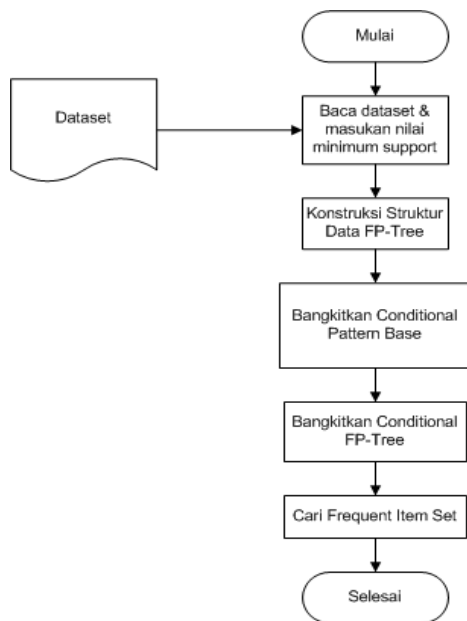 Mulai
Dataset
Baca dataset &
masukan nilai
minimum support
Konstruksi Struktur
Data FP-Tree
Bangkitkan Conditional
Pattern Base
Bangkitkan Conditional
FP-Tree
Cari Frequent Item Set
Selesai